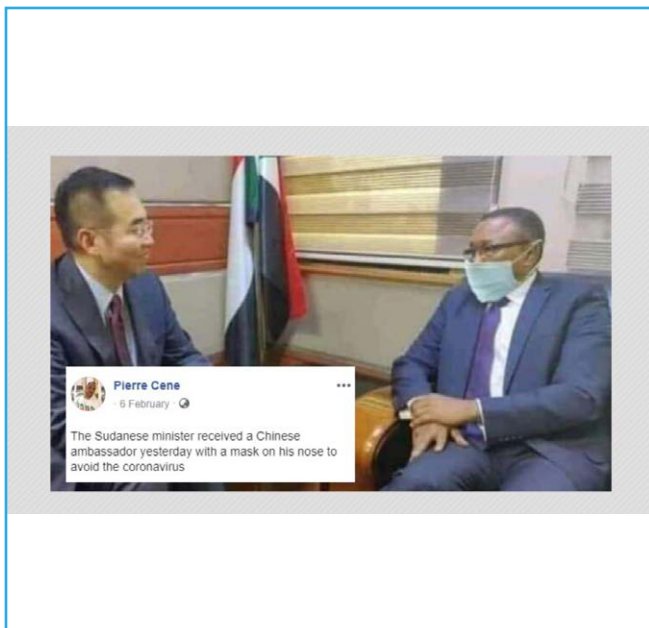 Pierre Cene
· 6 February ·
The Sudanese minister received a Chinese
ambassador yesterday with a mask on his nose to
avoid the coronavirus